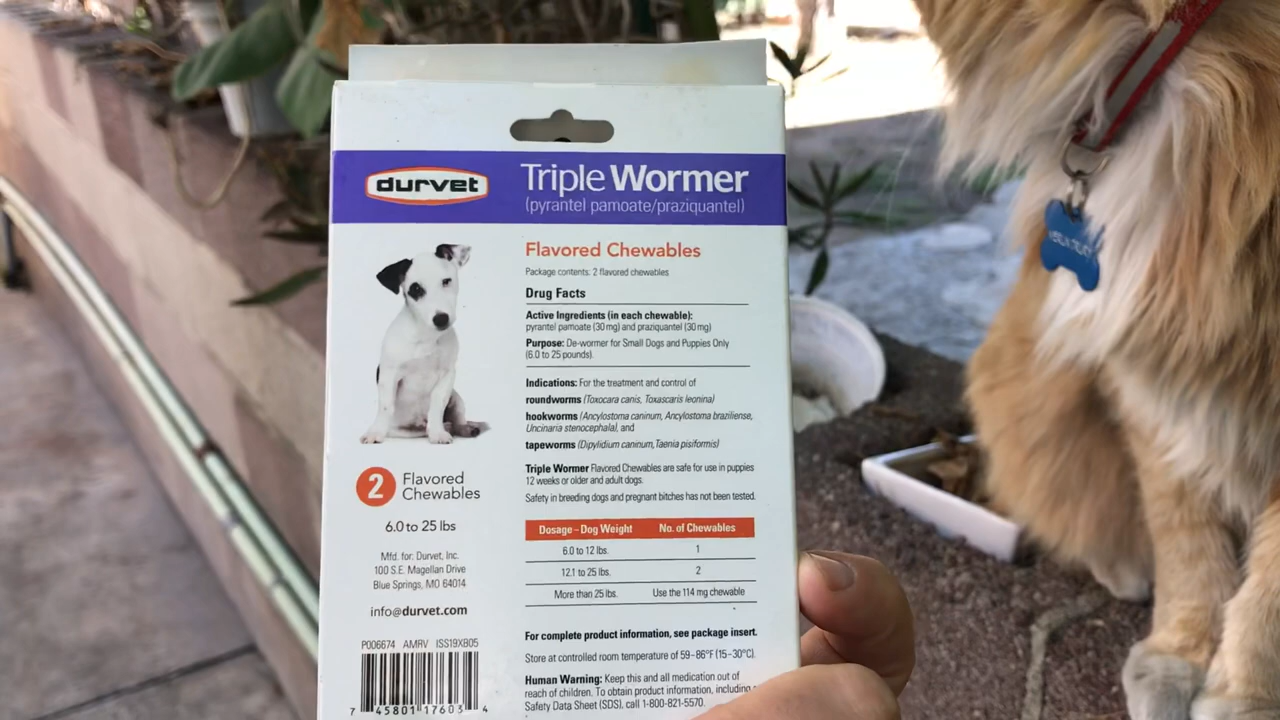 durvet
Triple Wormer
(pyrantel pamoate/praziquantel)
Flavored Chewables
Package contents: 2 flavored chewables
Drug Facts
Active Ingredients (in each chewable):
pyrantel pamoate (30 mg) and praziquantel (30 mg)
Purpose: De-wormer for Small Dogs and Puppies Only
(6.0 to 25 pounds).
Indications: For the treatment and control of
roundworms (Toxocara canis, Toxascaris leonina)
hookworms (Ancylostoma caninum, Ancylostoma braziliense,
Uncinaria stenocephala), and
tapeworms (Dipylidium caninum, Taenia pisiformis)
Triple Wormer Flavored Chewables are safe for use in puppies
12 weeks or older and adult dogs.
Safety in breeding dogs and pregnant bitches has not been tested.
Dosage – Dog Weight No. of Chewables
6.0 to 12 lbs. 1
12.1 to 25 lbs. 2
More than 25 lbs. Use the 114 mg chewable
For complete product information, see package insert.
Store at controlled room temperature of 59-86°F (15-30°C).
Human Warning: Keep this and all medication out of
reach of children. To obtain product information, including
Safety Data Sheet (SDS), call 1-800-821-5570.
2 Flavored
Chewables
6.0 to 25 lbs
Mfd. for: Durvet, Inc.
100 S.E. Magellan Drive
Blue Springs, MO 64014
info@durvet.com
P006674 AMRV ISS19XB05
7 45801 17603 4